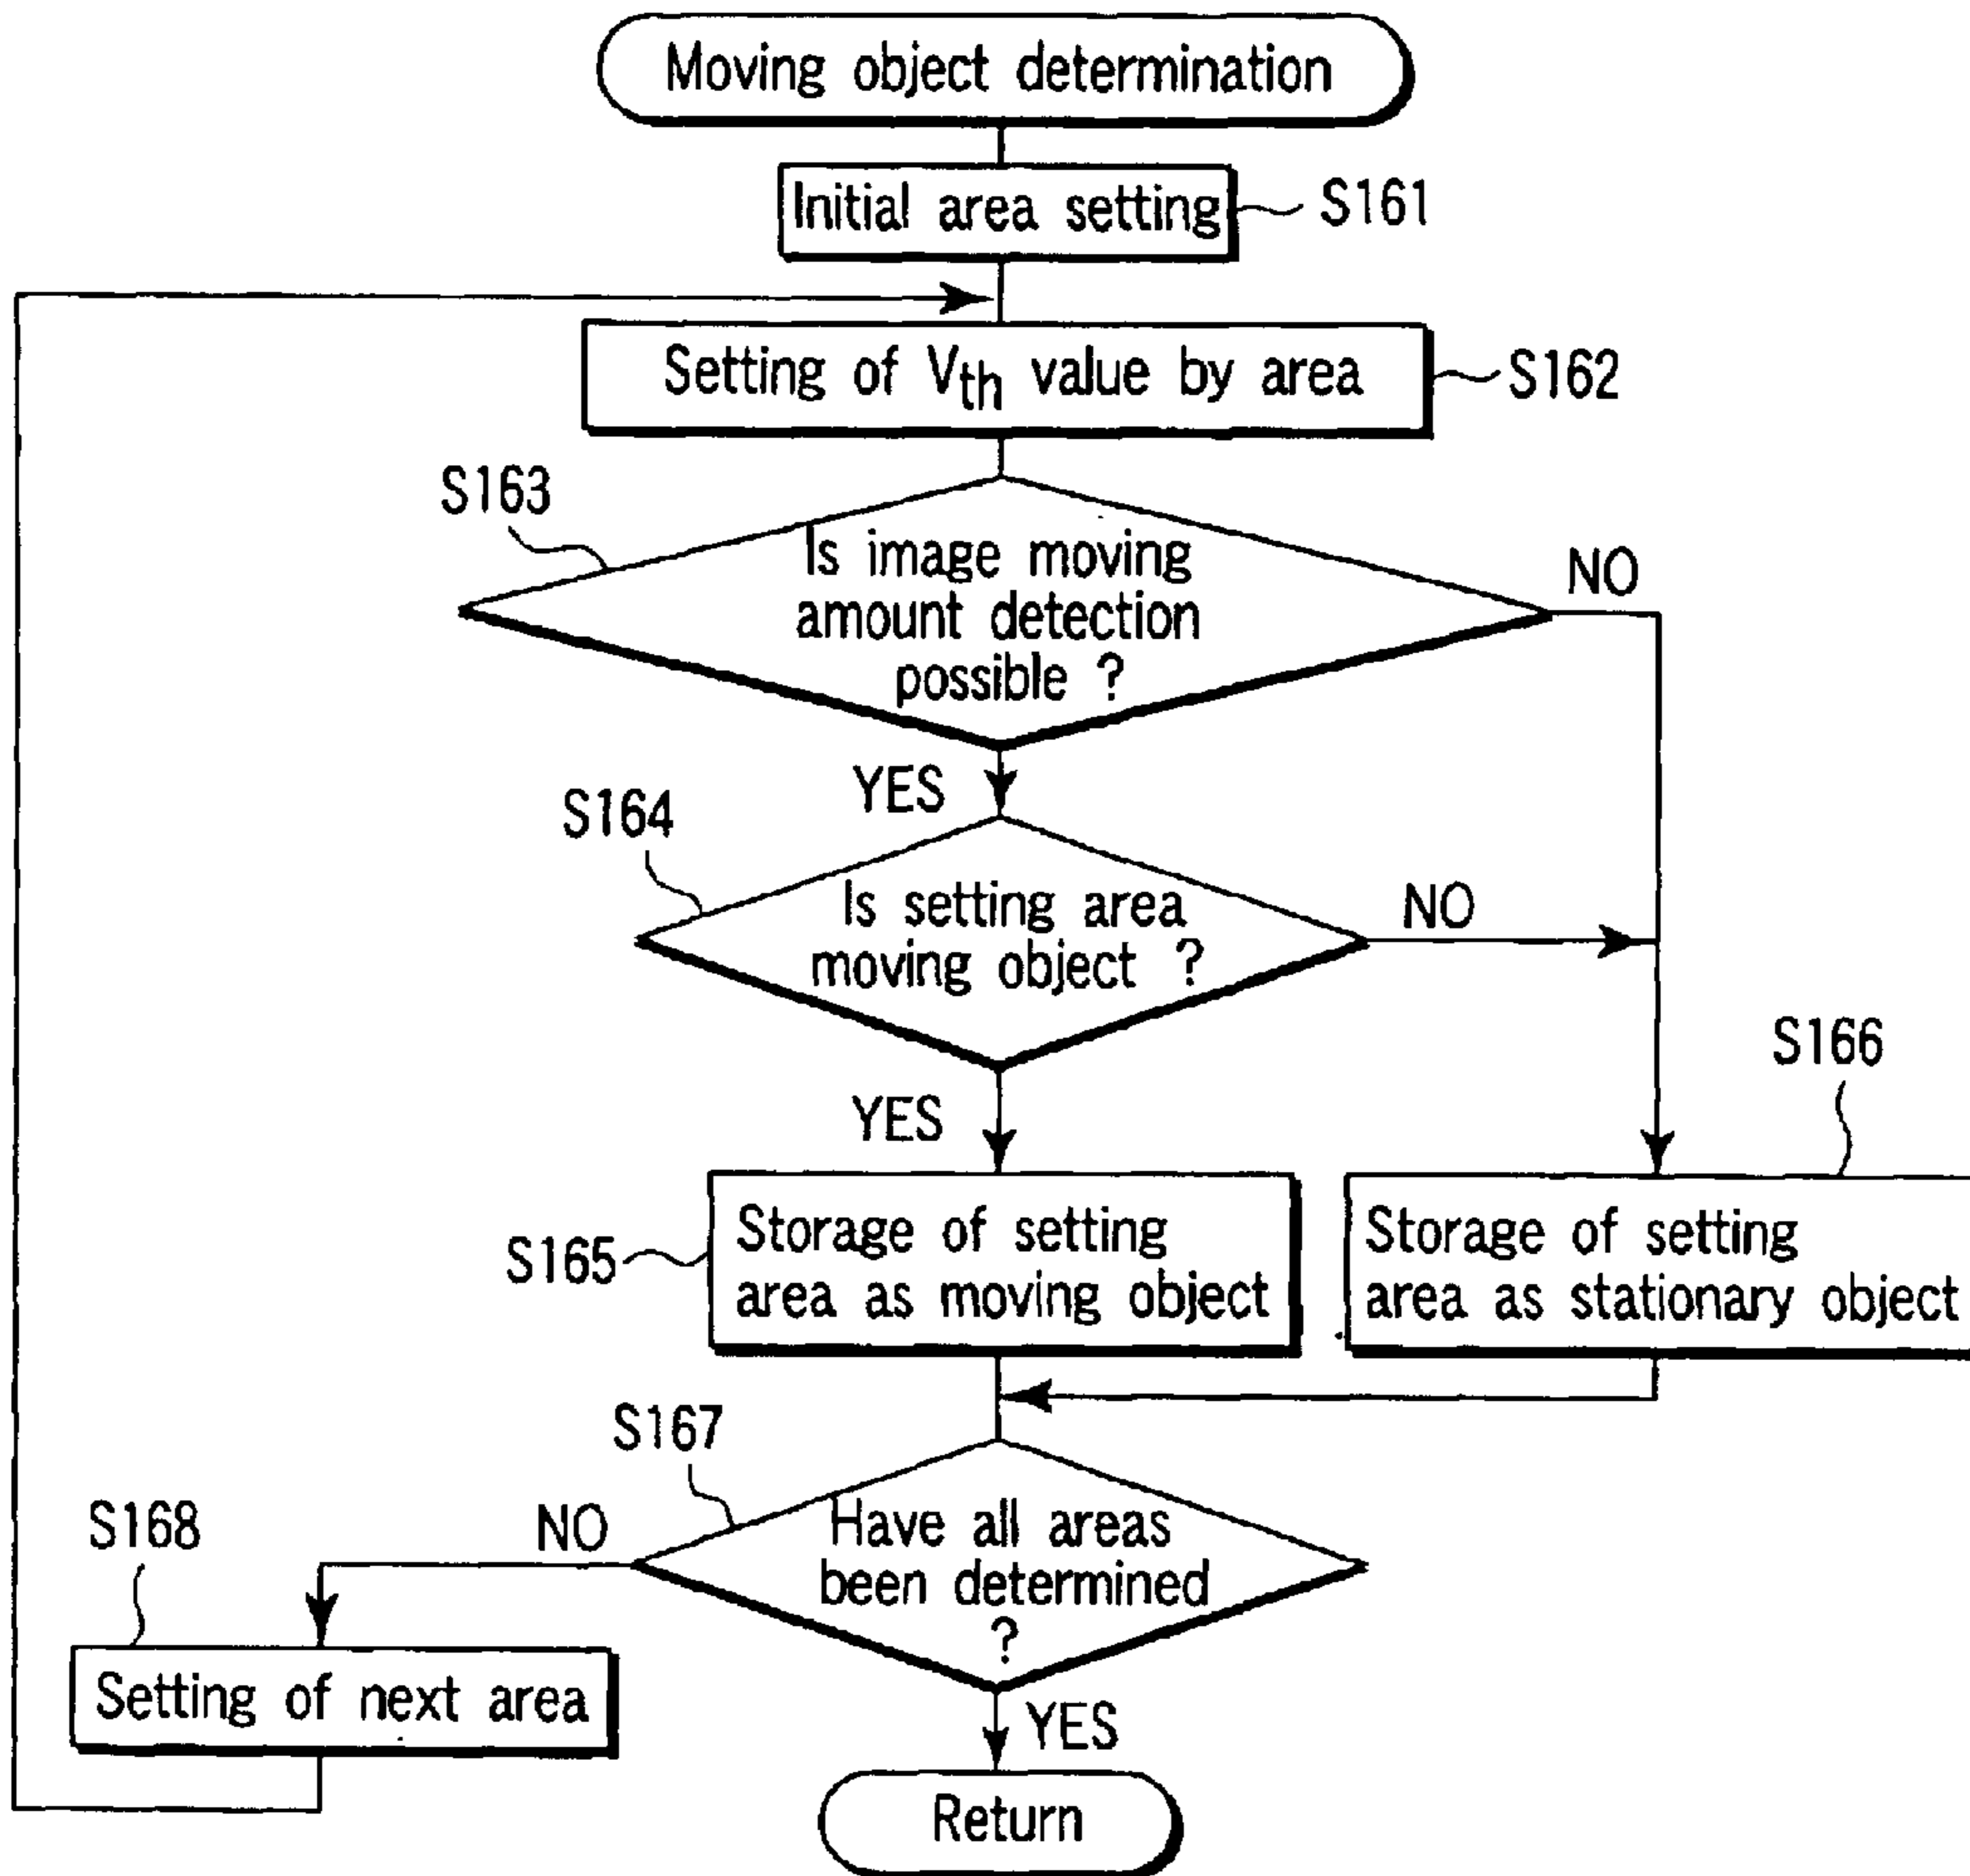 Moving object determination
Initial area setting
S161
Setting of Vth value by area
S162
S163
Is image moving
amount detection
possible ?
NO
YES
S164
Is setting area
moving object ?
NO
YES
S166
S165
Storage of setting
area as moving object
Storage of setting
area as stationary object
S167
Have all areas
been determined
?
NO
S168
Setting of next area
YES
Return